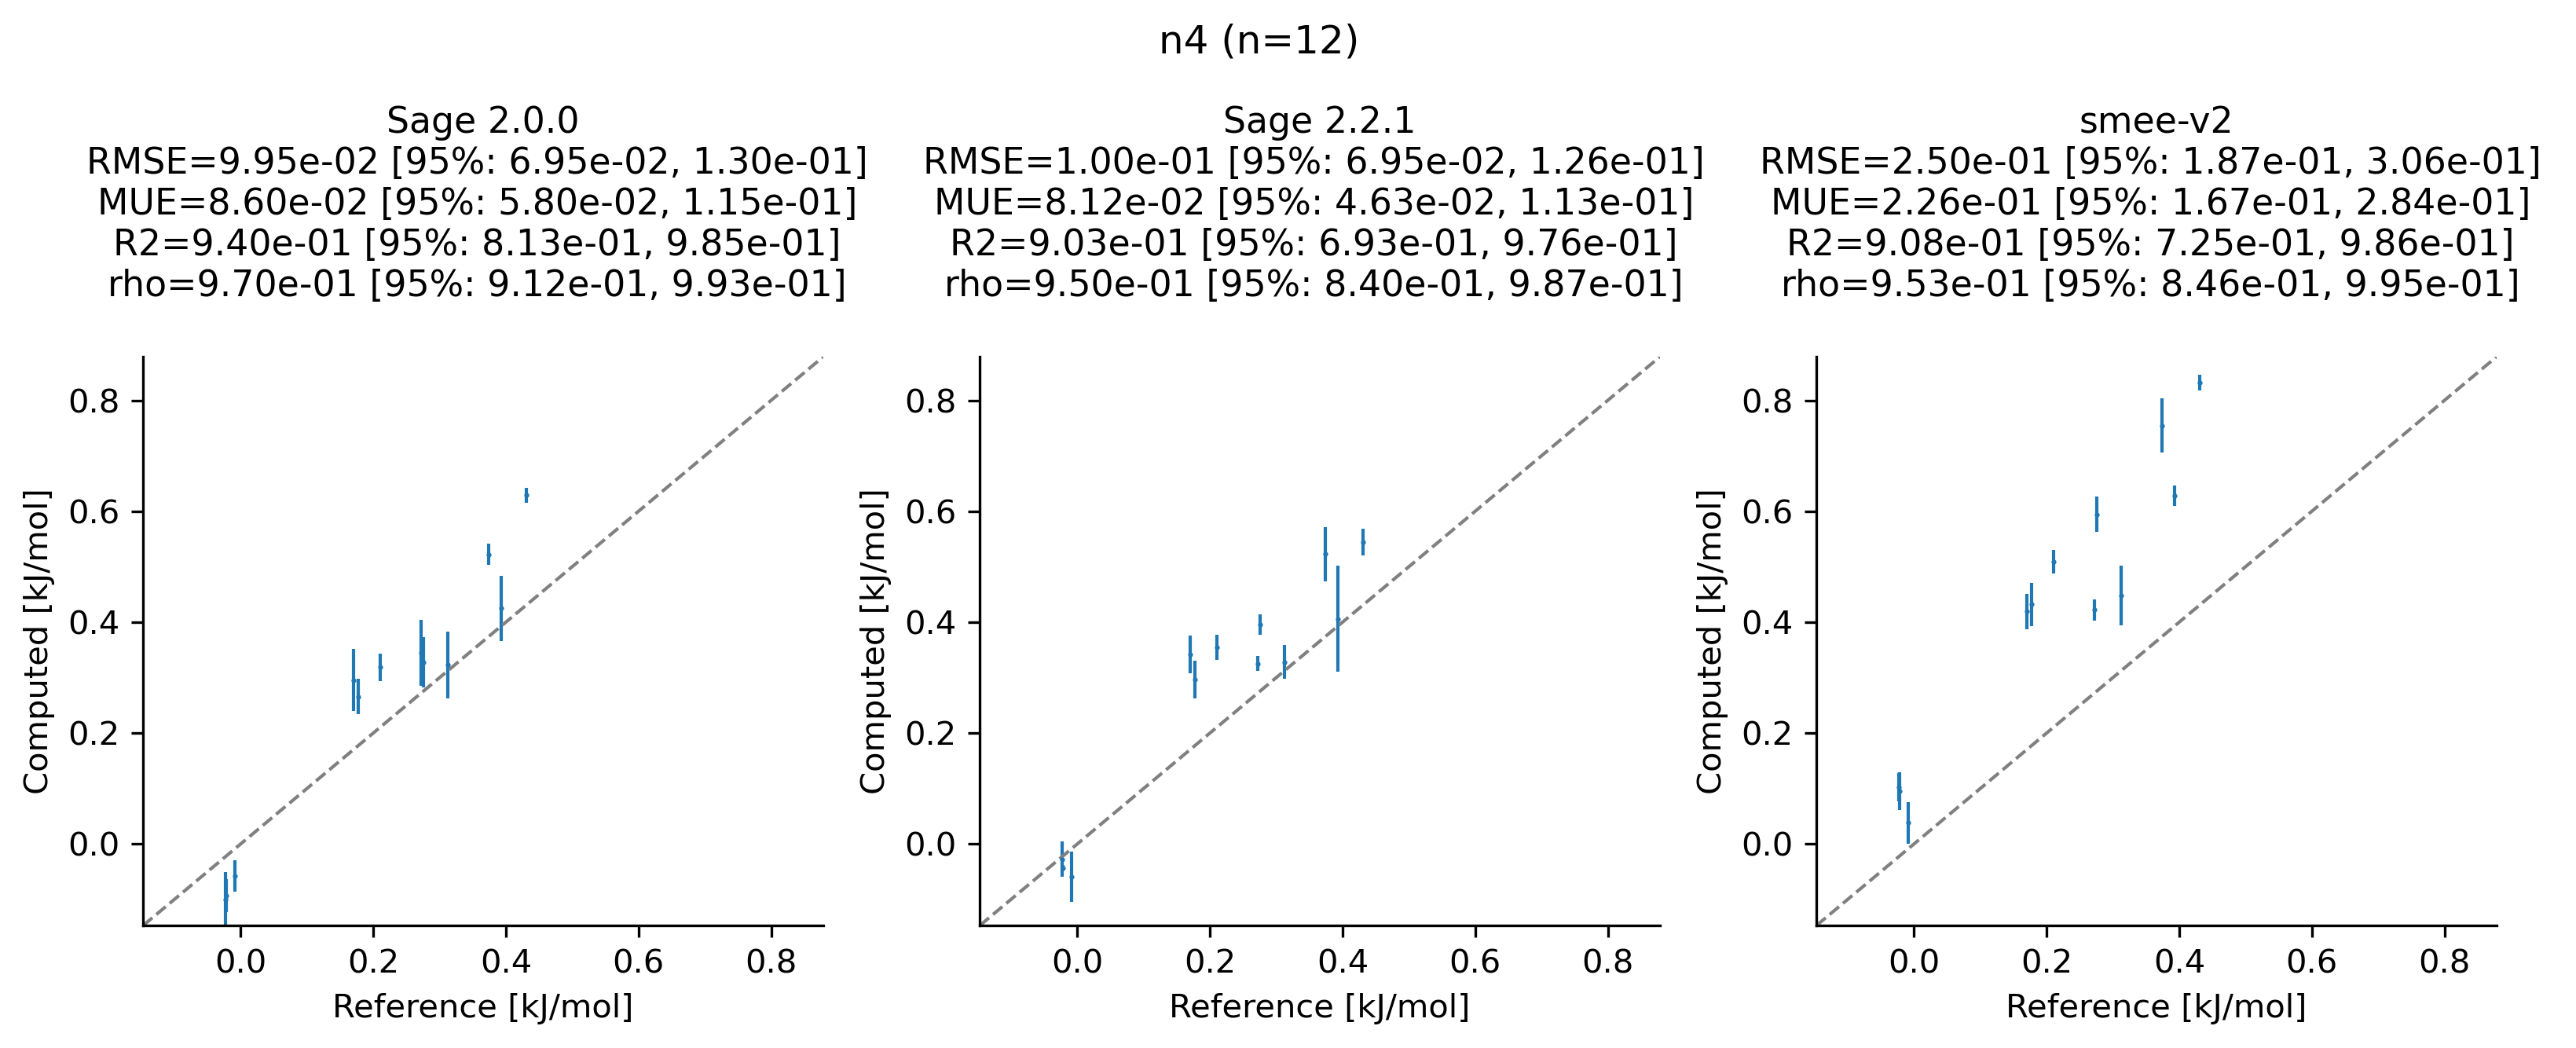 n4 (n=12)
Sage 2.0.0
RMSE=9.95e-02 [95%: 6.95e-02, 1.30e-01]
MUE=8.60e-02 [95%: 5.80e-02, 1.15e-01]
R2=9.40e-01 [95%: 8.13e-01, 9.85e-01]
rho=9.70e-01 [95%: 9.12e-01, 9.93e-01]
0.8
0.6
0.4
0.2
0.0
Computed [kJ/mol]
0.0 0.2 0.4 0.6 0.8
Reference [kJ/mol]
Sage 2.2.1
RMSE=1.00e-01 [95%: 6.95e-02, 1.26e-01]
MUE=8.12e-02 [95%: 4.63e-02, 1.13e-01]
R2=9.03e-01 [95%: 6.93e-01, 9.76e-01]
rho=9.50e-01 [95%: 8.40e-01, 9.87e-01]
0.8
0.6
0.4
0.2
0.0
Computed [kJ/mol]
0.0 0.2 0.4 0.6 0.8
Reference [kJ/mol]
smee-v2
RMSE=2.50e-01 [95%: 1.87e-01, 3.06e-01]
MUE=2.26e-01 [95%: 1.67e-01, 2.84e-01]
R2=9.08e-01 [95%: 7.25e-01, 9.86e-01]
rho=9.53e-01 [95%: 8.46e-01, 9.95e-01]
0.8
0.6
0.4
0.2
0.0
Computed [kJ/mol]
0.0 0.2 0.4 0.6 0.8
Reference [kJ/mol]